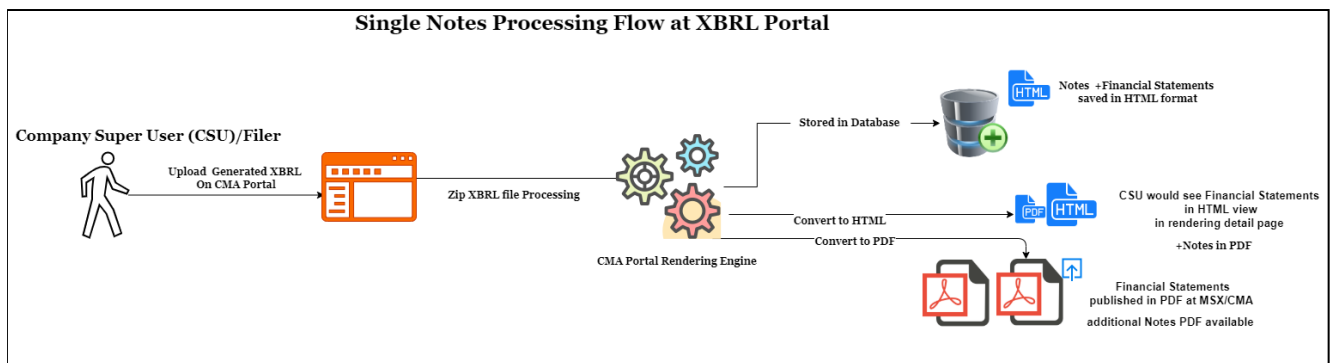 Single Notes Processing Flow at XBRL Portal
HTML
Notes +Financial Statements
saved in HTML format
Stored in Database
Company Super User (CSU)/Filer
Upload Generated XBRL
On CMA Portal
Zip XBRL file Processing
CMA Portal Rendering Engine
Convert to HTML
Convert to PDF
PDF
HTML
CSU would see Financial Statements
in HTML view
in rendering detail page
+Notes in PDF
Financial Statements
published in PDF at MSX/CMA
additional Notes PDF available